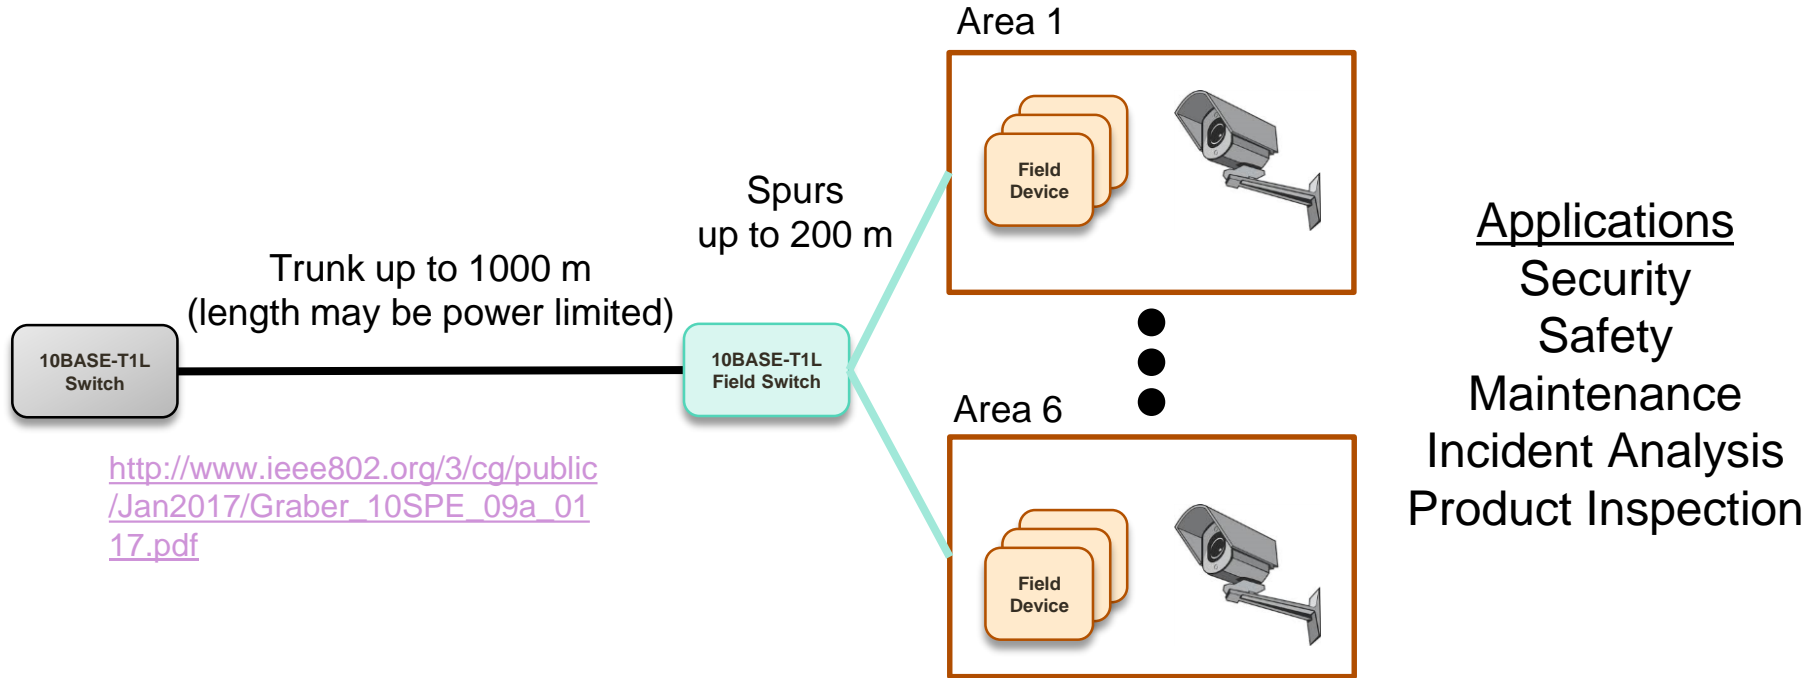 Area 1
Field
Device
Spurs
up to 200 m
Trunk up to 1000 m
(length may be power limited)
10BASE-T1L
Switch
10BASE-T1L
Field Switch
http://www.ieee802.org/3/cg/public
/Jan2017/Graber_10SPE_09a_01
17.pdf
Area 6
Field
Device
Applications
Security
Safety
Maintenance
Incident Analysis
Product Inspection